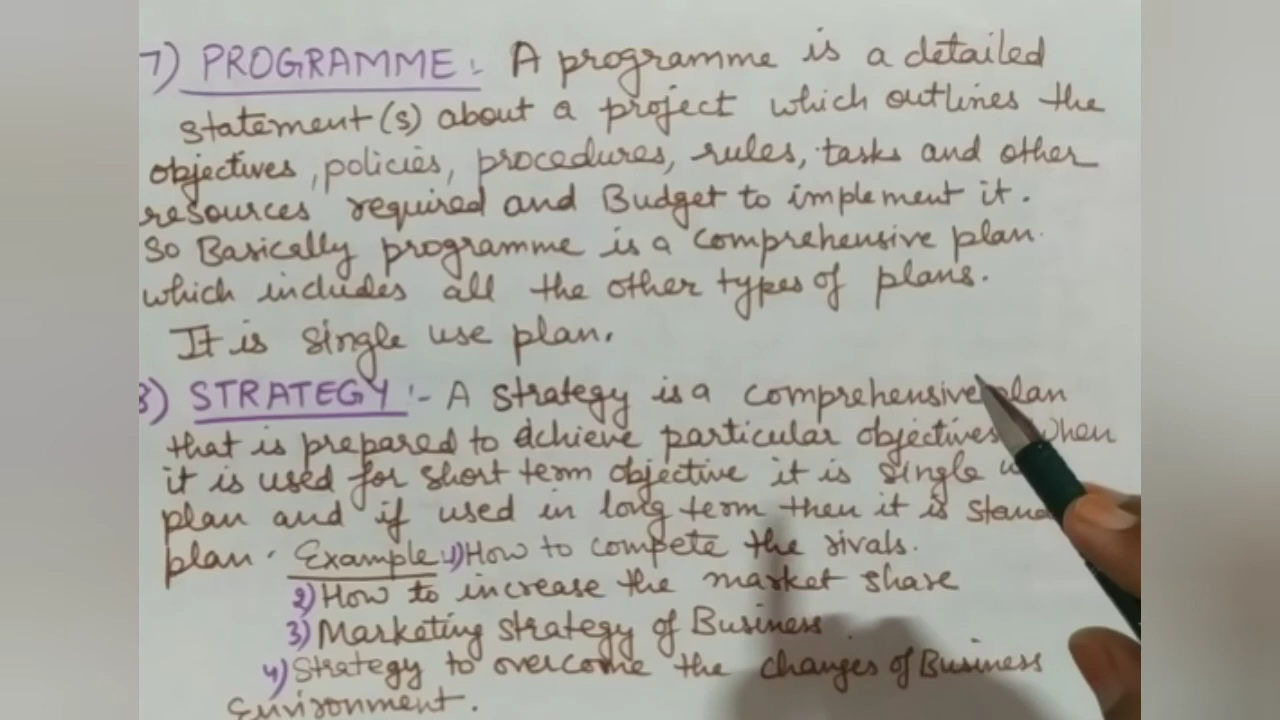 7) PROGRAMME :- A programme is a detailed
statement(s) about a project which outlines the
objectives, policies, procedures, rules, tasks and other
resources required and Budget to implement it.
So Basically programme is a comprehensive plan.
which includes all the other types of plans.
It is single use plan.
8) STRATEGY :- A strategy is a comprehensive plan
that is prepared to achieve particular objectives. When
it is used for short term objective it is single
plan and if used in long term then it is
plan. Example :- 1) How to compete the rivals.
2) How to increase the market share
3) Marketing strategy of Business.
4) Strategy to overcome the changes of Business
Environment.